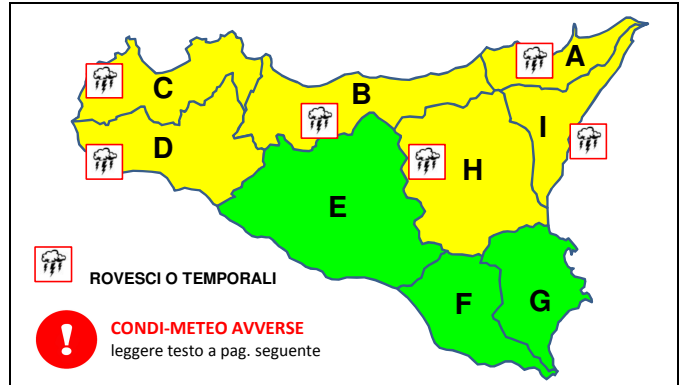 A
C
B
I
D
H
E
ROVESCI O TEMPORALI
F
G
CONDI-METEO AVVERSE
leggere testo a pag. seguente